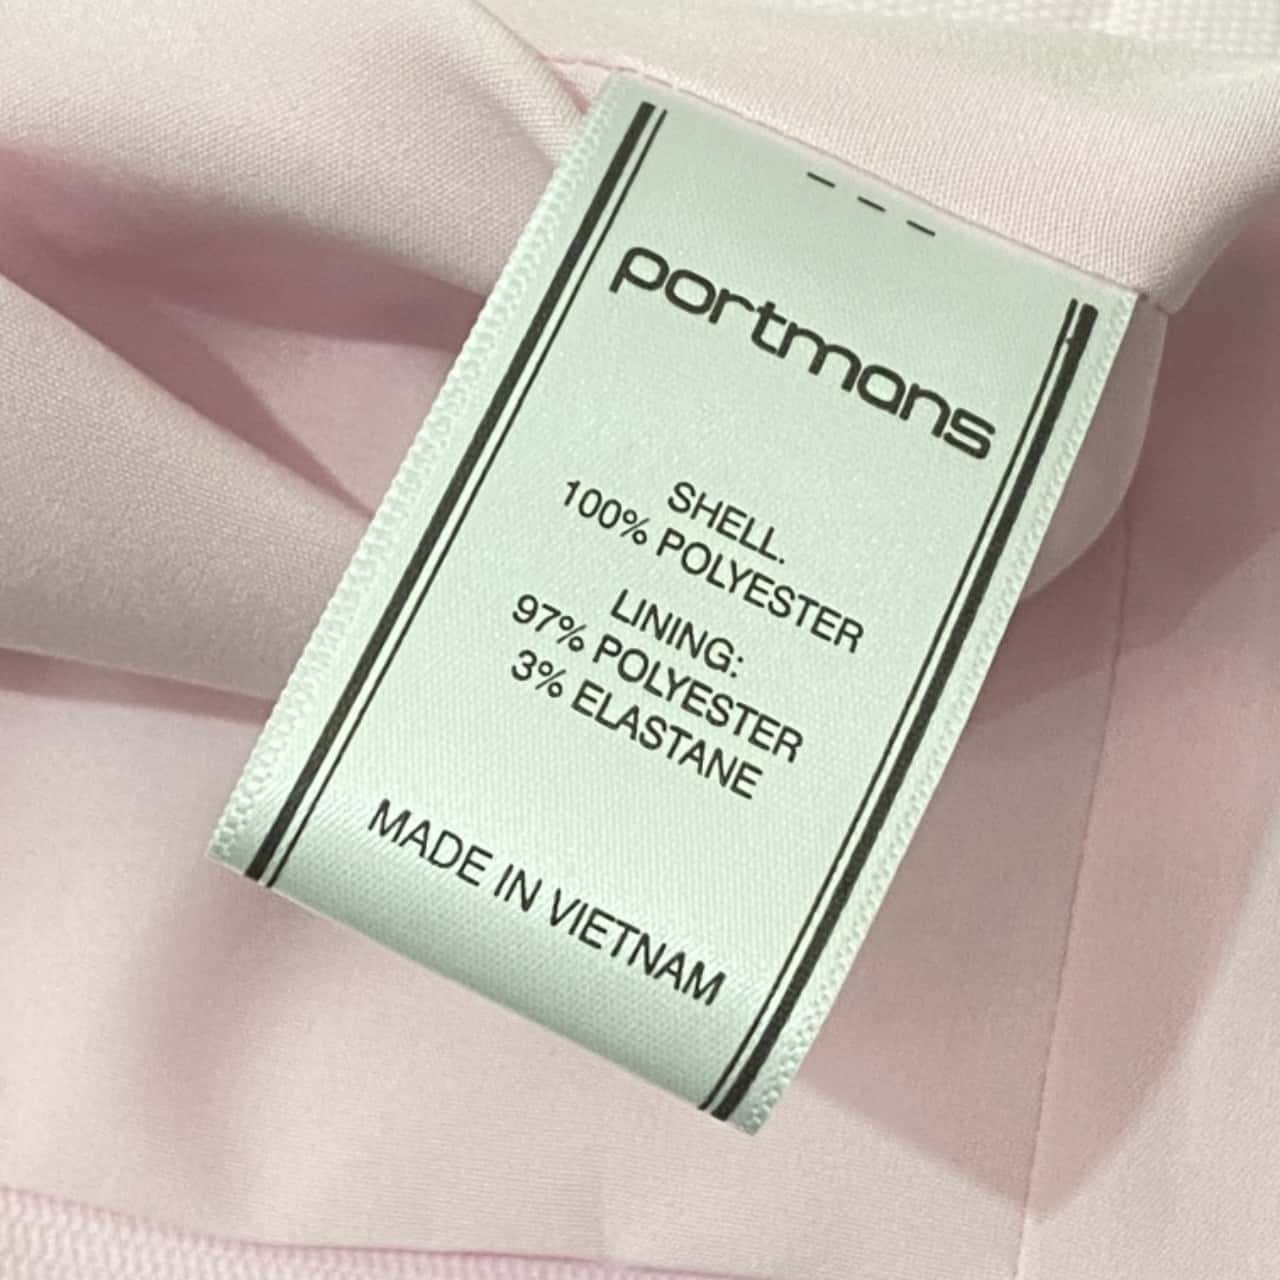 portmans
SHELL.
100% POLYESTER
LINING:
97% POLYESTER
3% ELASTANE
MADE IN VIETNAM